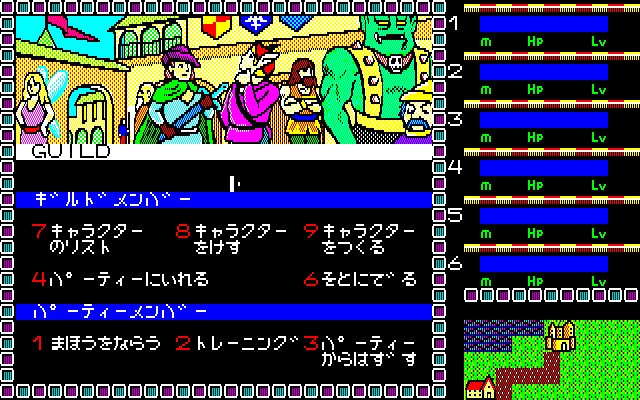 GUILD
ギルドメンバー
7 キャラクターのリスト
8 キャラクターをけす
9 キャラクターをつくる
4 パーティーにいれる
6 そとにでる
パーティーメンバー
1 まほうをならう
2 トレーニング
3 パーティーからはずす
1
m Hp Lv
2
m Hp Lv
3
m Hp Lv
4
m Hp Lv
5
m Hp Lv
6
m Hp Lv